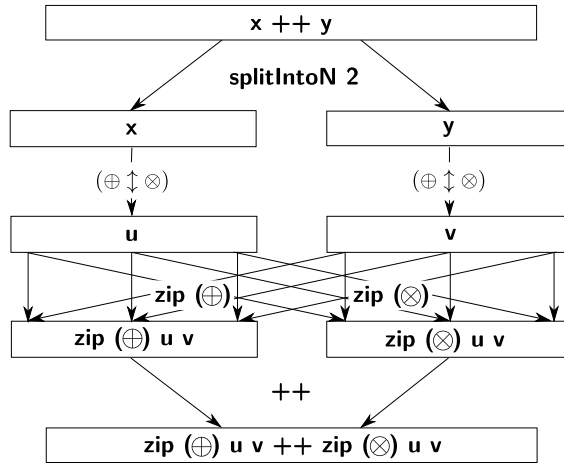 x ++ y
splitIntoN 2
x y
(⊕ ↕ ⊗) (⊕ ↕ ⊗)
u v
zip (⊕) zip (⊗)
zip (⊕) u v zip (⊗) u v
++
zip (⊕) u v ++ zip (⊗) u v